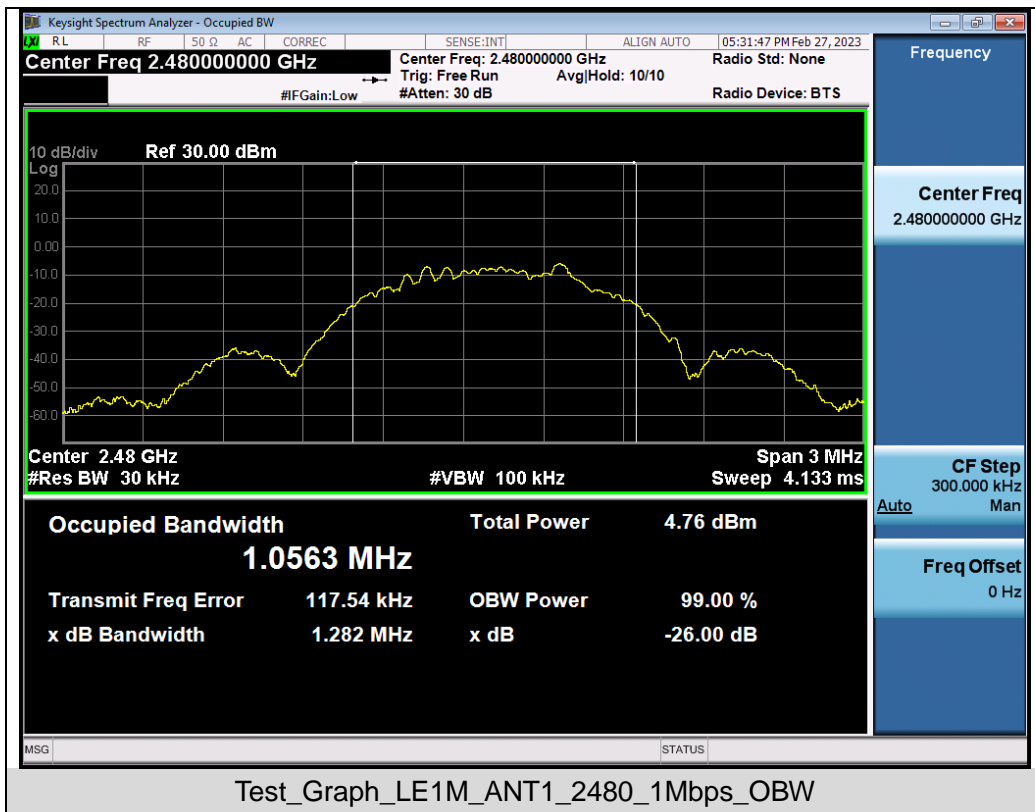 Keysight Spectrum Analyzer - Occupied BW
LXI RL RF 50 Ω AC CORREC SENSE:INT ALIGN AUTO 05:31:47 PM Feb 27, 2023
Center Freq 2.480000000 GHz
Center Freq: 2.480000000 GHz Radio Std: None
Trig: Free Run Avg|Hold: 10/10
#IFGain:Low #Atten: 30 dB Radio Device: BTS
10 dB/div Ref 30.00 dBm
Log
20.0
10.0
0.00
-10.0
-20.0
-30.0
-40.0
-50.0
-60.0
Center 2.48 GHz Span 3 MHz
#Res BW 30 kHz #VBW 100 kHz Sweep 4.133 ms
Occupied Bandwidth Total Power 4.76 dBm
1.0563 MHz
Transmit Freq Error 117.54 kHz OBW Power 99.00 %
x dB Bandwidth 1.282 MHz x dB -26.00 dB
MSG STATUS
Frequency
Center Freq
2.480000000 GHz
CF Step
300.000 kHz
Auto Man
Freq Offset
0 Hz
Test_Graph_LE1M_ANT1_2480_1Mbps_OBW